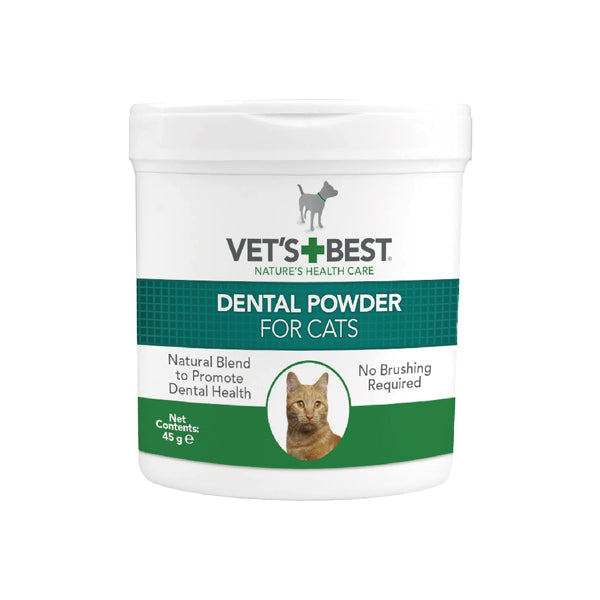 VET'S+BEST®
NATURE'S HEALTH CARE
DENTAL POWDER
FOR CATS
Natural Blend
to Promote
Dental Health
No Brushing
Required
Net
Contents:
45 g ℮